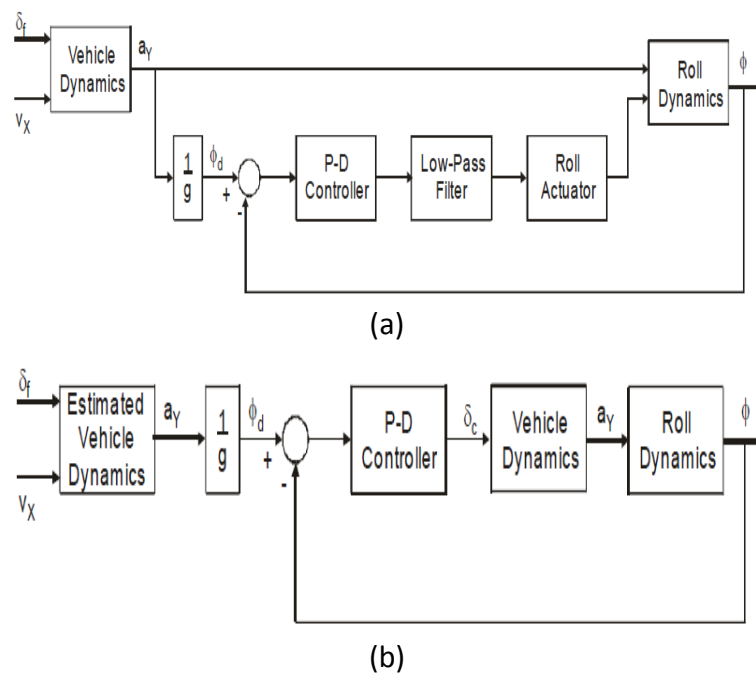 δf
Vehicle
Dynamics
aY
vX
Roll
Dynamics
ϕ
1
g
ϕd
+
-
P-D
Controller
Low-Pass
Filter
Roll
Actuator
(a)
δf
Estimated
Vehicle
Dynamics
vX
aY
1
g
ϕd
+
-
P-D
Controller
δc
Vehicle
Dynamics
aY
Roll
Dynamics
ϕ
(b)